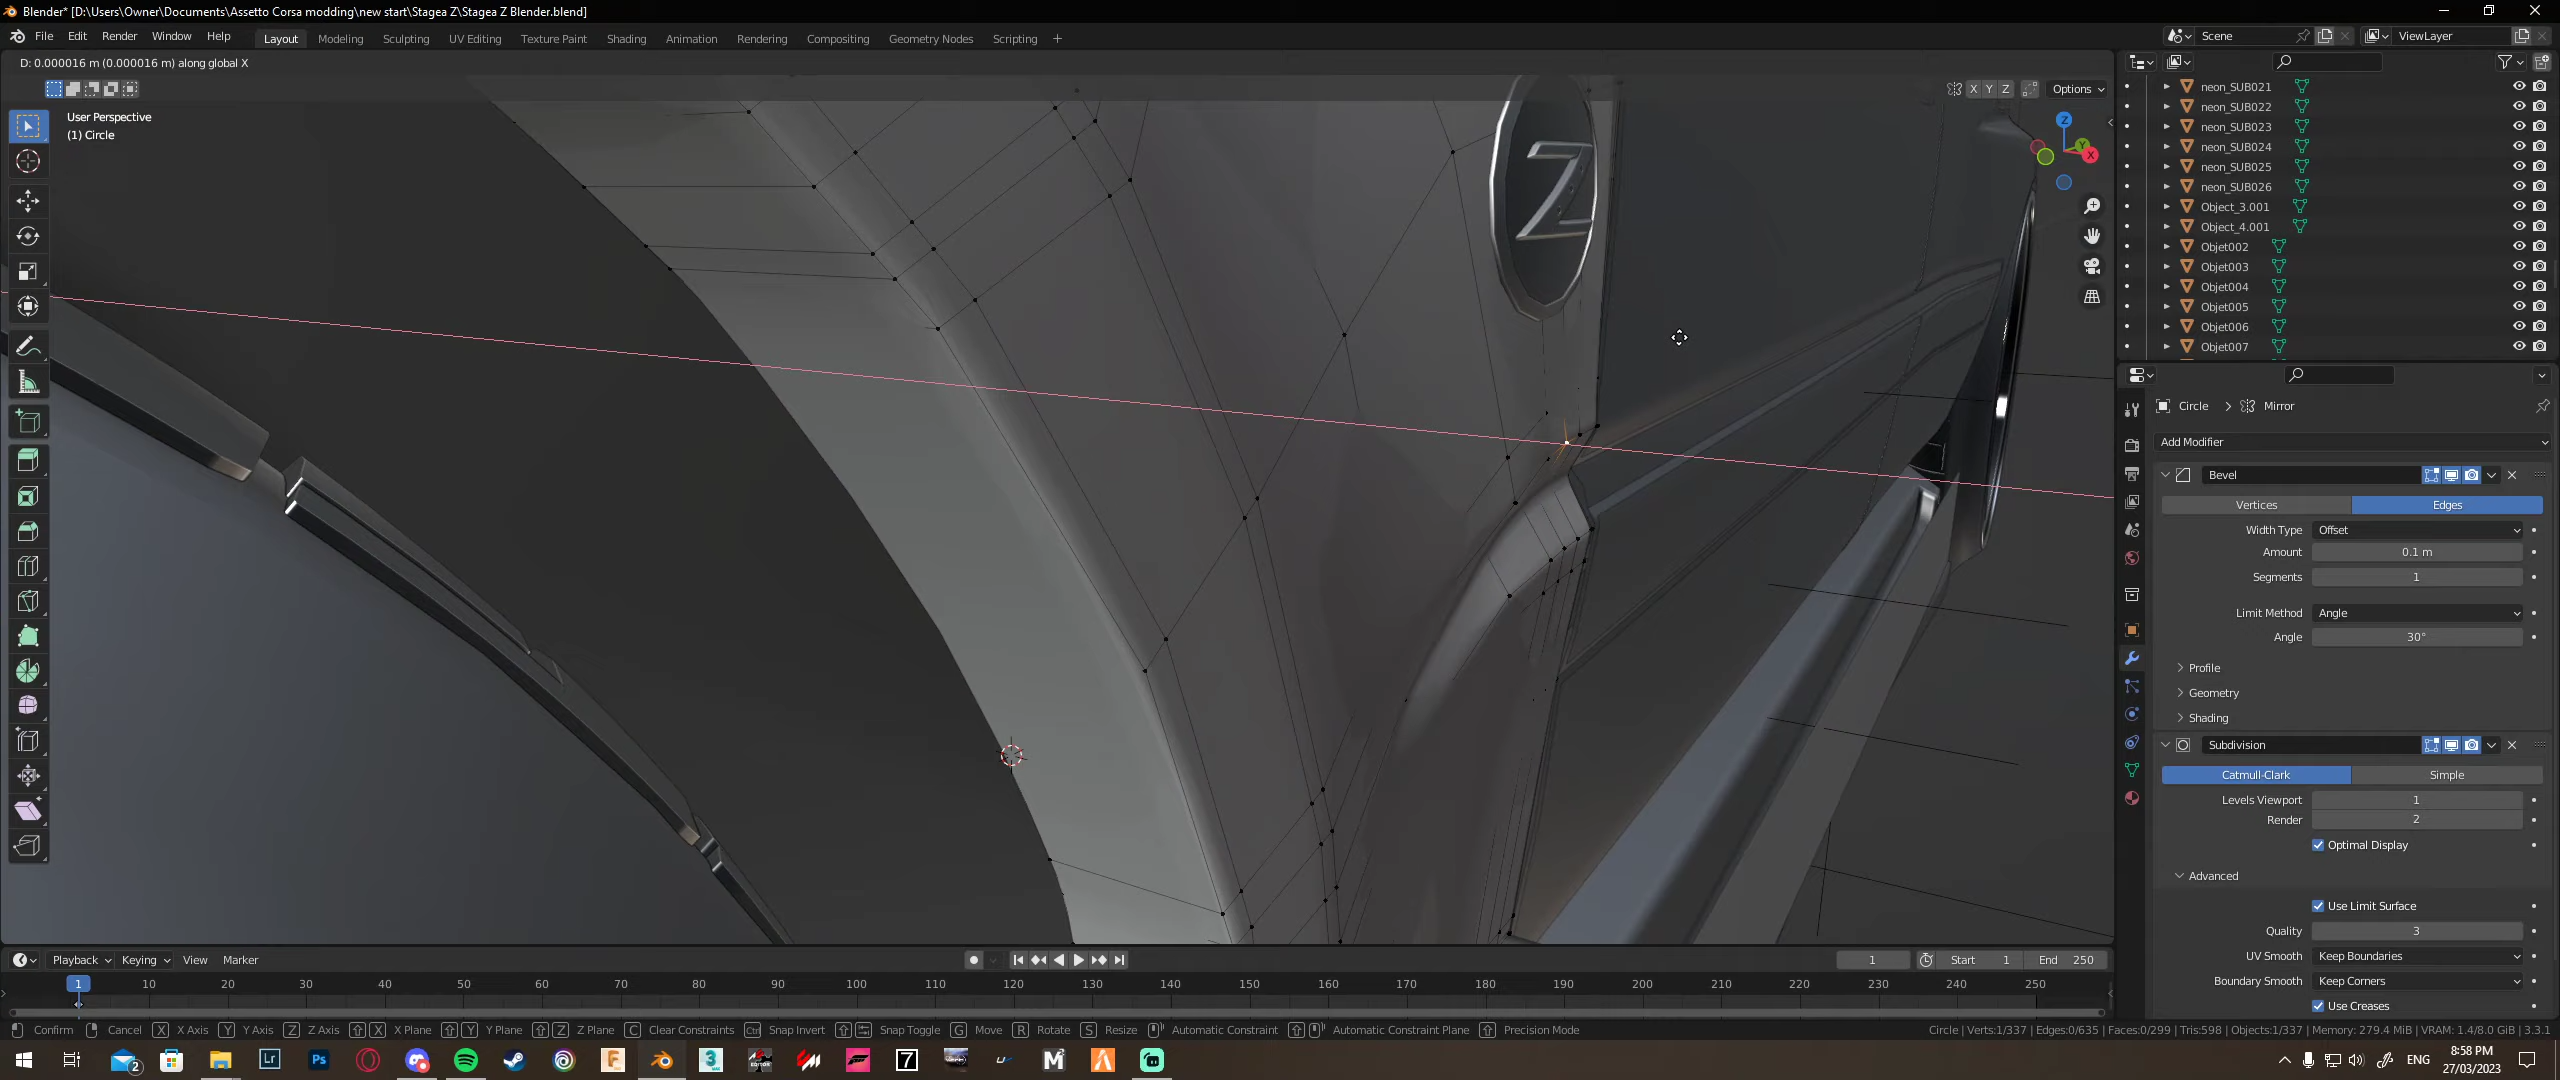 Blender* [D:\Users\Owner\Documents\Assetto Corsa modding\new start\Stagea Z\Stagea Z Blender.blend]
File Edit Render Window Help Layout Modeling Sculpting UV Editing Texture Paint Shading Animation Rendering Compositing Geometry Nodes Scripting + Scene ViewLayer
D: 0.000016 m (0.000016 m) along global X
X Y Z Options
User Perspective
(1) Circle
Z
Y
X
Z
neon_SUB021
neon_SUB022
neon_SUB023
neon_SUB024
neon_SUB025
neon_SUB026
Object_3.001
Object_4.001
Objet002
Objet003
Objet004
Objet005
Objet006
Objet007
Circle > Mirror
Add Modifier
Bevel
Vertices Edges
Width Type Offset
Amount 0.1 m
Segments 1
Limit Method Angle
Angle 30°
Profile
Geometry
Shading
Subdivision
Catmull-Clark Simple
Levels Viewport 1
Render 2
Optimal Display
Advanced
Use Limit Surface
Quality 3
UV Smooth Keep Boundaries
Boundary Smooth Keep Corners
Use Creases
Playback Keying View Marker 1 Start 1 End 250
1 10 20 30 40 50 60 70 80 90 100 110 120 130 140 150 160 170 180 190 200 210 220 230 240 250
Confirm Cancel X X Axis Y Y Axis Z Z Axis X X Plane Y Y Plane Z Z Plane C Clear Constraints Ctrl Snap Invert Snap Toggle G Move R Rotate S Resize Automatic Constraint Automatic Constraint Plane Precision Mode Circle | Verts:1/337 | Edges:0/635 | Faces:0/299 | Tris:598 | Objects:1/337 | Memory: 279.4 MiB | VRAM: 1.4/8.0 GiB | 3.3.1
2 Lr Ps F 3 EDITOR 7 M ENG 8:58 PM
27/03/2023